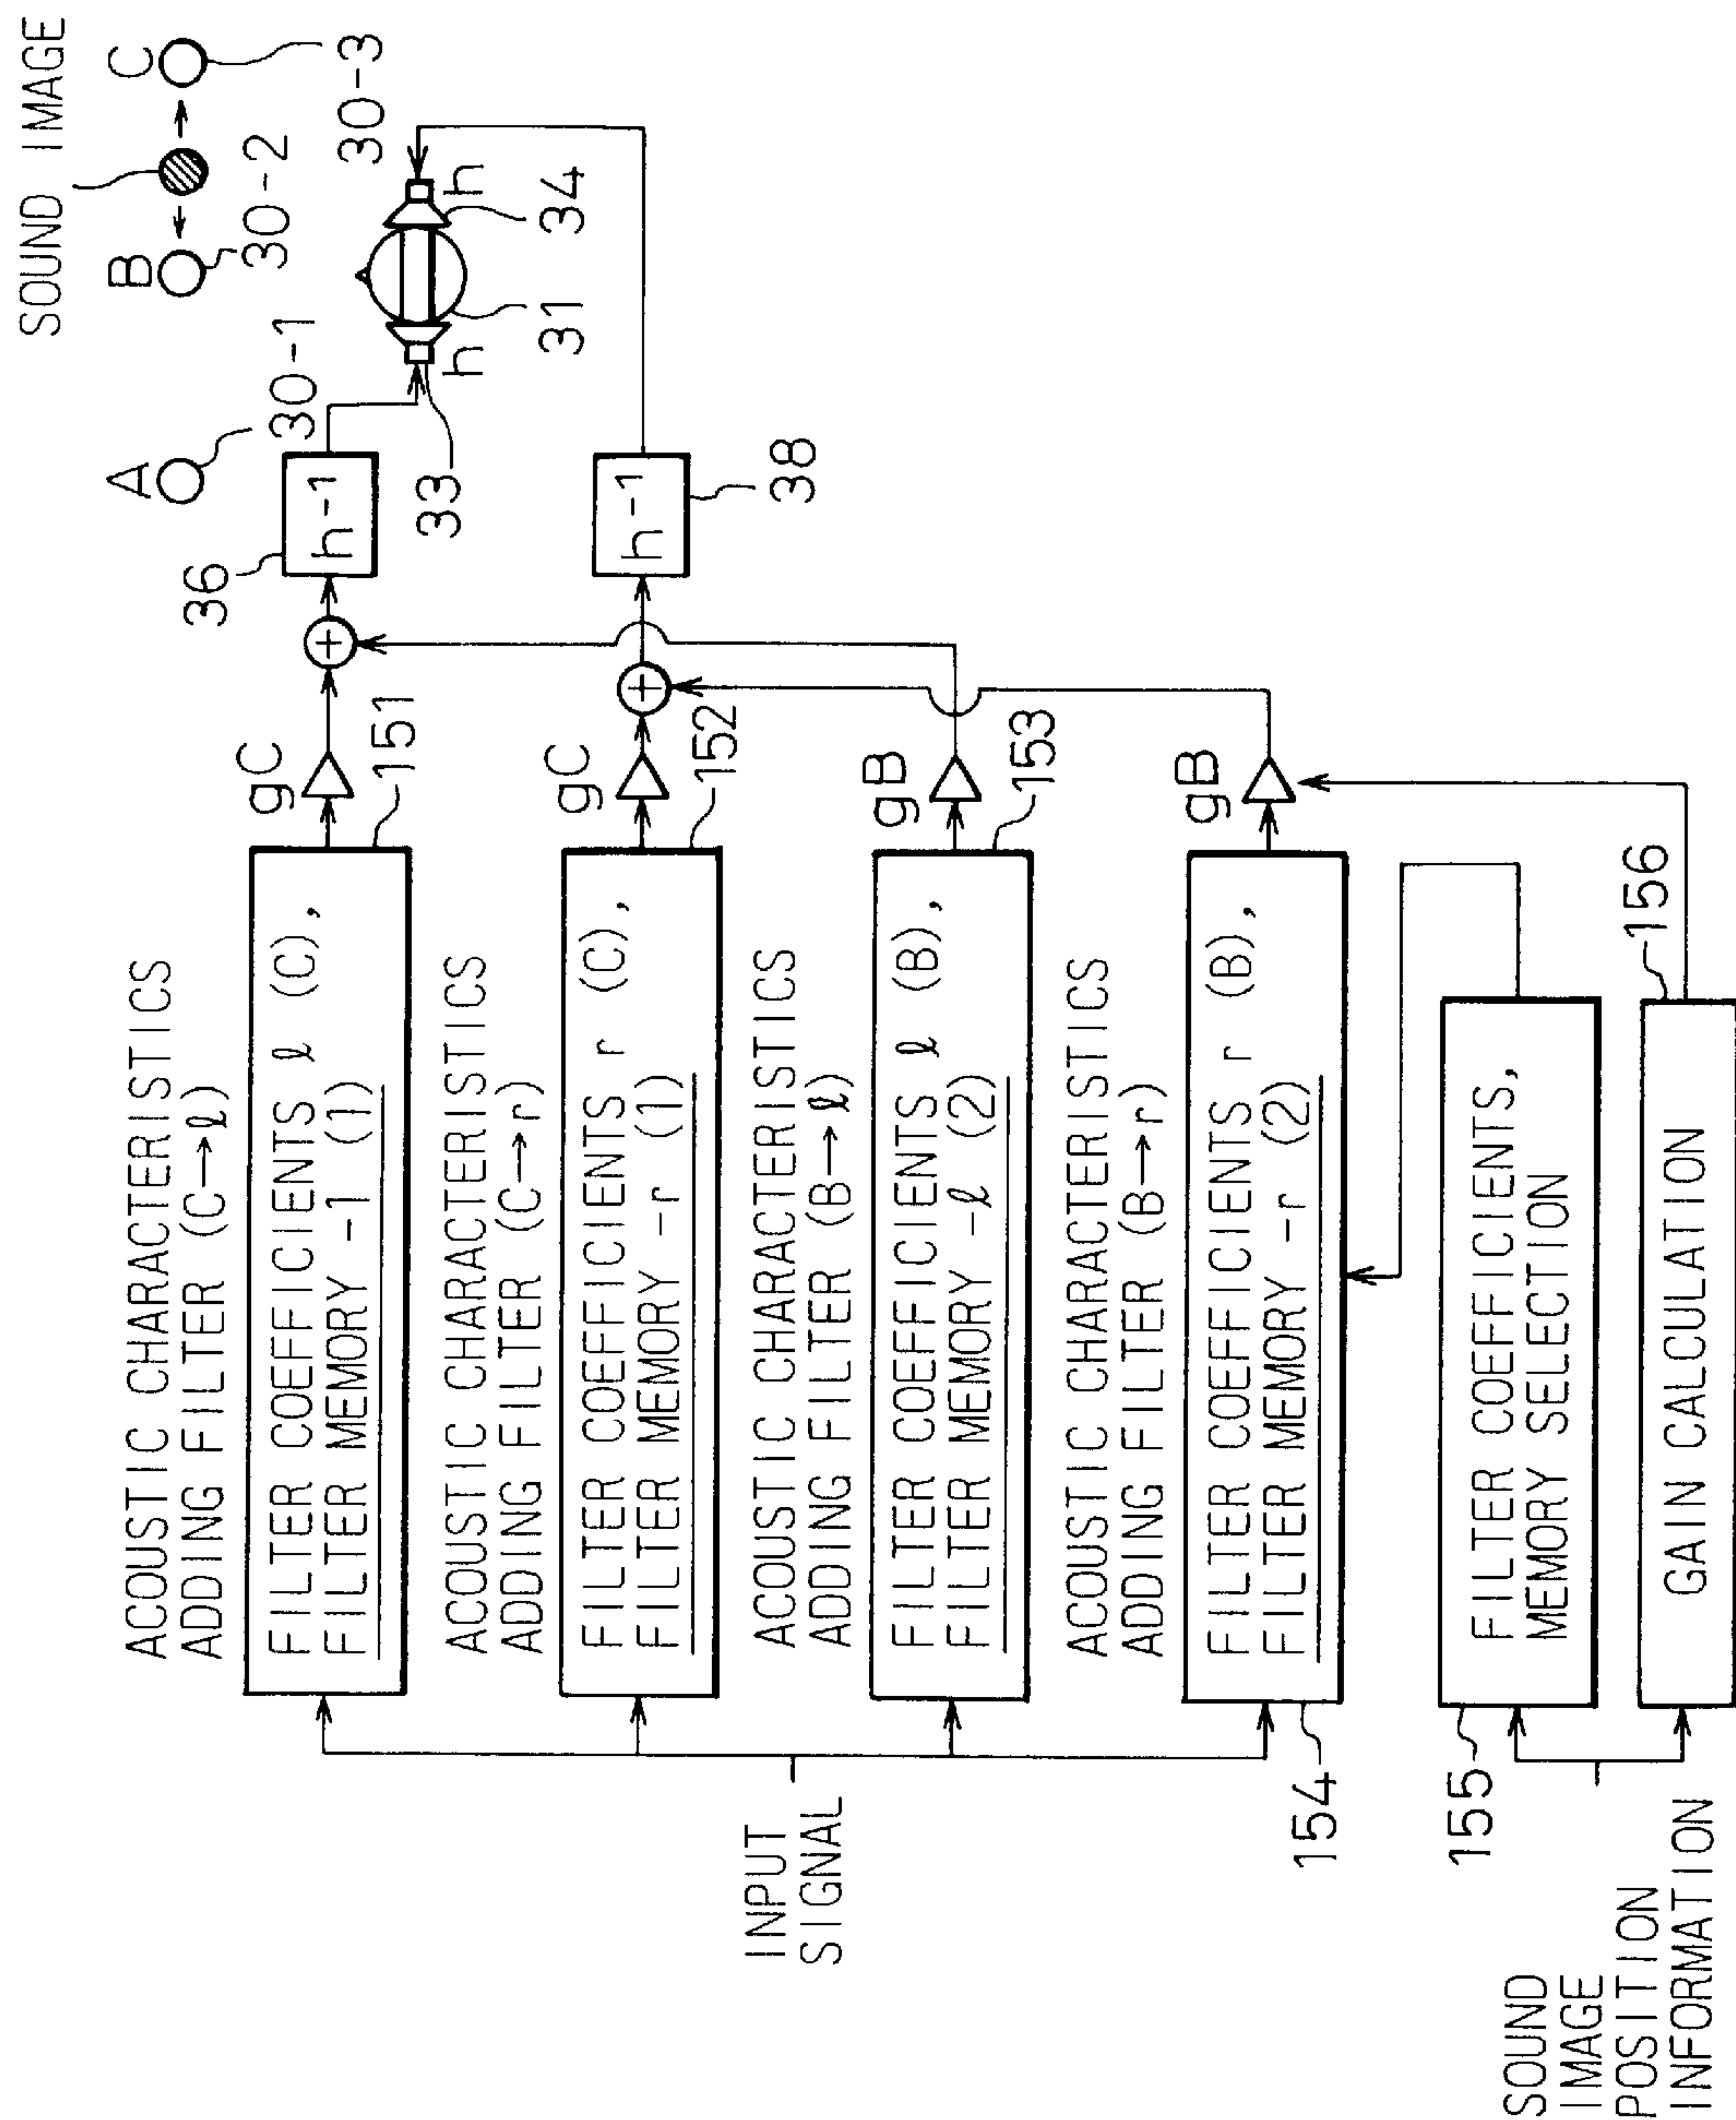 SOUND IMAGE
A
B
C
30-1
30-2
30-3
36
h⁻¹
33
h
h
34
31
h⁻¹
38
ACOUSTIC CHARACTERISTICS
ADDING FILTER (C→ℓ)
FILTER COEFFICIENTS ℓ (C),
FILTER MEMORY -1 (1)
gC
151
ACOUSTIC CHARACTERISTICS
ADDING FILTER (C→r)
FILTER COEFFICIENTS r (C),
FILTER MEMORY -r (1)
gC
152
ACOUSTIC CHARACTERISTICS
ADDING FILTER (B→ℓ)
FILTER COEFFICIENTS ℓ (B),
FILTER MEMORY -ℓ (2)
gB
153
ACOUSTIC CHARACTERISTICS
ADDING FILTER (B→r)
FILTER COEFFICIENTS r (B),
FILTER MEMORY -r (2)
gB
154
INPUT
SIGNAL
+
+
FILTER COEFFICIENTS,
MEMORY SELECTION
155
GAIN CALCULATION
156
SOUND
IMAGE
POSITION
INFORMATION